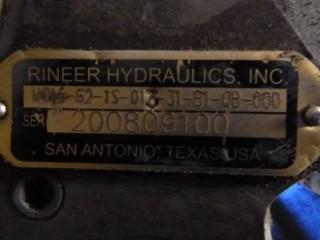 RINEER HYDRAULICS, INC.
SER 200809100
SAN ANTONIO, TEXAS USA